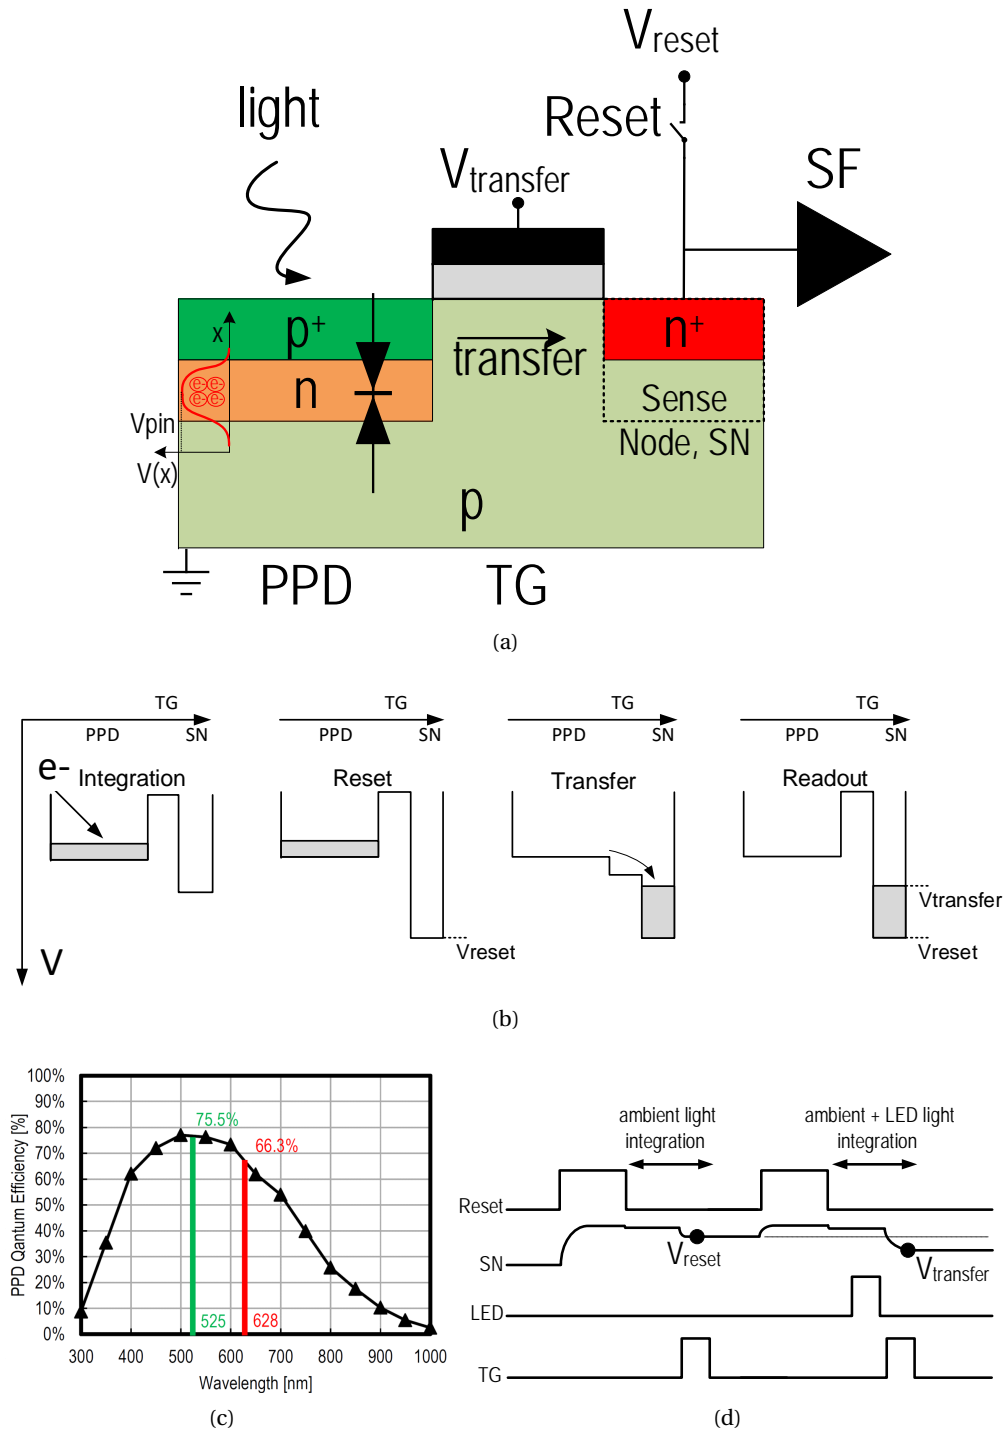 Vreset
light
Reset
SF
Vtransfer
x
p+
n+
transfer
e- e-
e- e-
n
Sense
Node, SN
Vpin
V(x)
p
PPD
TG
(a)
TG
TG
TG
TG
PPD
SN
PPD
SN
PPD
SN
PPD
SN
e-
Integration
Reset
Transfer
Readout
Vtransfer
Vreset
Vreset
V
(b)
PPD Qantum Efficiency [%]
100%
90%
80%
70%
60%
50%
40%
30%
20%
10%
0%
75.5%
66.3%
525
628
300 400 500 600 700 800 900 1000
Wavelength [nm]
(c)
ambient light
integration
ambient + LED light
integration
Reset
SN
Vreset
Vtransfer
LED
TG
(d)